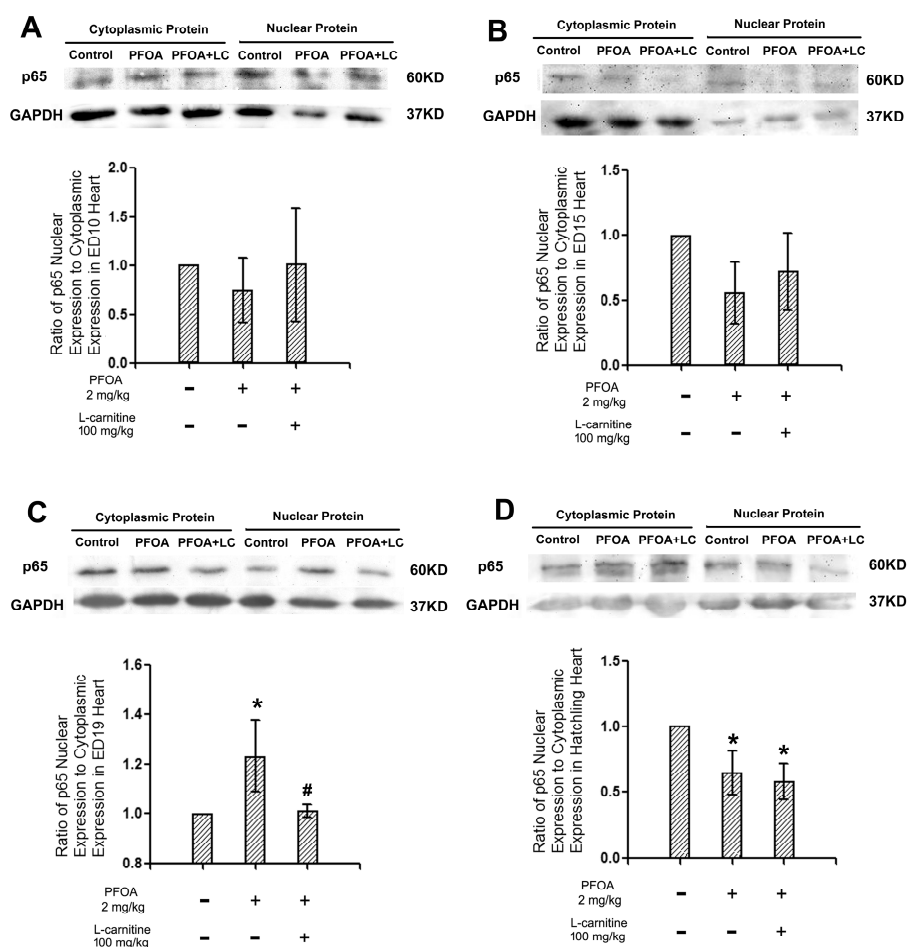 A
Cytoplasmic Protein Nuclear Protein
Control PFOA PFOA+LC Control PFOA PFOA+LC
p65 60KD
GAPDH 37KD
Ratio of p65 Nuclear
Expression to Cytoplasmic
Expression in ED10 Heart
2.0
1.5
1.0
0.5
0.0
PFOA
2 mg/kg
- + +
L-carnitine
100 mg/kg
- - +
B
Cytoplasmic Protein Nuclear Protein
Control PFOA PFOA+LC Control PFOA PFOA+LC
p65 60KD
GAPDH 37KD
Ratio of p65 Nuclear
Expression to Cytoplasmic
Expression in ED15 Heart
1.5
1.0
0.5
0.0
PFOA
2 mg/kg
- + +
L-carnitine
100 mg/kg
- - +
C
Cytoplasmic Protein Nuclear Protein
Control PFOA PFOA+LC Control PFOA PFOA+LC
p65 60KD
GAPDH 37KD
Ratio of p65 Nuclear
Expression to Cytoplasmic
Expression in ED19 Heart
1.6
1.4
1.2
1.0
0.8
*
#
PFOA
2 mg/kg
- + +
L-carnitine
100 mg/kg
- - +
D
Cytoplasmic Protein Nuclear Protein
Control PFOA PFOA+LC Control PFOA PFOA+LC
p65 60KD
GAPDH 37KD
Ratio of p65 Nuclear
Expression to Cytoplasmic
Expression in Hatchling Heart
1.5
1.0
0.5
0.0
* *
PFOA
2 mg/kg
- + +
L-carnitine
100 mg/kg
- - +